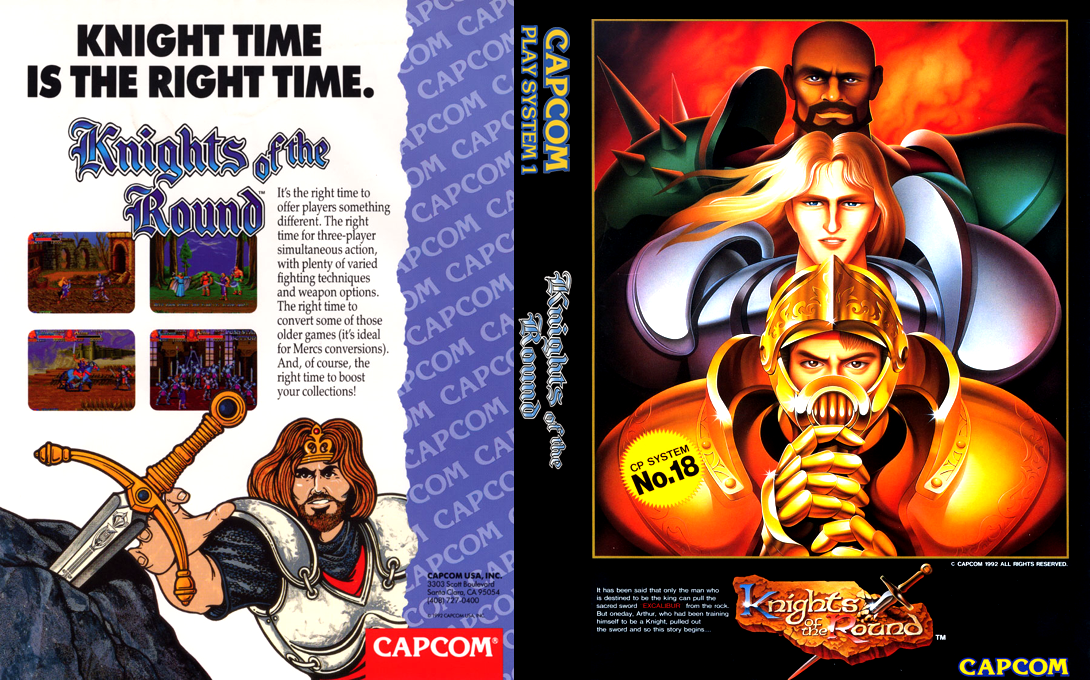 KNIGHT TIME
IS THE RIGHT TIME.
Knights of the
Round™
It's the right time to
offer players something
different. The right
time for three-player
simultaneous action,
with plenty of varied
fighting techniques
and weapon options.
The right time to
convert some of those
older games (it's ideal
for Mercs conversions).
And, of course, the
right time to boost
your collections!
CAPCOM USA, INC.
3303 Scott Boulevard
Santa Clara, CA 95054
(408) 727-0400
© 1992 CAPCOM USA, INC.
CAPCOM®
CAPCOM
PLAY SYSTEM 1
Knights of the
Round
CP SYSTEM
No.18
© CAPCOM 1992 ALL RIGHTS RESERVED.
It has been said that only the man who
is destined to be the king can pull the
sacred sword "EXCALIBUR" from the rock.
But oneday, Arthur, who had been training
himself to be a Knight, pulled out
the sword and so this story begins...
Knights
of the Round
™
CAPCOM